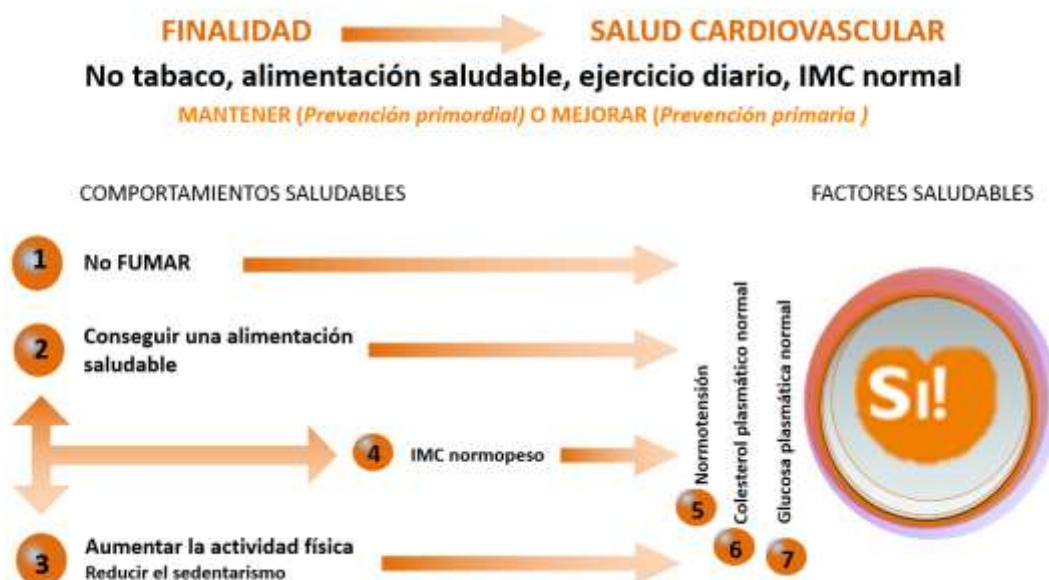 FINALIDAD SALUD CARDIOVASCULAR
No tabaco, alimentación saludable, ejercicio diario, IMC normal
MANTENER (Prevención primordial) O MEJORAR (Prevención primaria )
COMPORTAMIENTOS SALUDABLES FACTORES SALUDABLES
1 No FUMAR
2 Conseguir una alimentación
saludable
4 IMC normopeso
3 Aumentar la actividad física
Reducir el sedentarismo
Normotensión
5
Colesterol plasmático normal
6
Glucosa plasmática normal
7
SI!